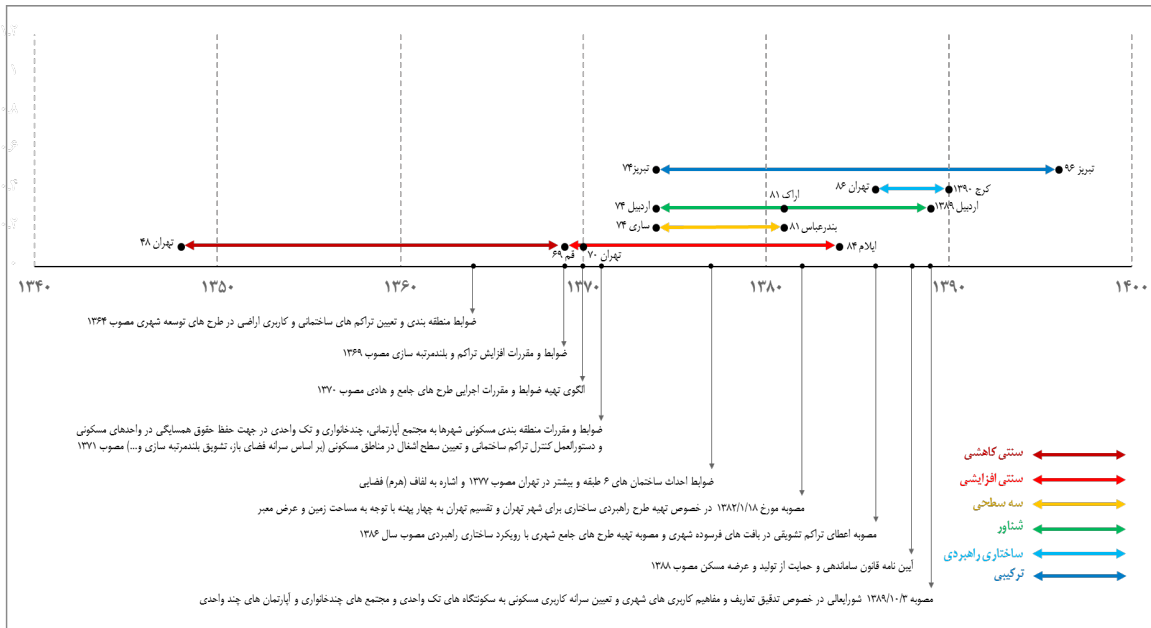 تبریز ۷۴
تبریز ۹۶
تهران ۸۶
کرج ۱۳۹۰
اردبیل ۷۴
اراک ۸۱
اردبیل ۱۳۸۹
ساری ۷۴
بندرعباس ۸۱
تهران ۴۸
قم ۶۹
تهران ۷۰
ایلام ۸۴
۱۳۴۰
۱۳۵۰
۱۳۶۰
۱۳۷۰
۱۳۸۰
۱۳۹۰
۱۴۰۰
ضوابط منطقه بندی و تعیین تراکم های ساختمانی و کاربری اراضی در طرح های توسعه شهری مصوب ۱۳۶۴
ضوابط و مقررات افزایش تراکم و بلندمرتبه سازی مصوب ۱۳۶۹
الگوی تهیه ضوابط و مقررات اجرایی طرح های جامع و هادی مصوب ۱۳۷۰
ضوابط و مقررات منطقه بندی مسکونی شهرها به مجتمع آپارتمانی، چندخانواری و تک واحدی در جهت حفظ حقوق همسایگی در واحدهای مسکونی
و دستورالعمل کنترل تراکم ساختمانی و تعیین سطح اشغال در مناطق مسکونی (بر اساس سرانه فضای باز، تشویق بلندمرتبه سازی و...) مصوب ۱۳۷۱
ضوابط احداث ساختمان های ۶ طبقه و بیشتر در تهران مصوب ۱۳۷۷ و اشاره به لفاف (هرم) فضایی
مصوبه مورخ ۱۳۸۲/۱/۱۸ در خصوص تهیه طرح راهبردی ساختاری برای شهر تهران و تقسیم تهران به چهار پهنه با توجه به مساحت زمین و عرض معبر
مصوبه اعطای تراکم تشویقی در بافت های فرسوده شهری و مصوبه تهیه طرح های جامع شهری با رویکرد ساختاری راهبردی مصوب سال ۱۳۸۶
آیین نامه قانون ساماندهی و حمایت از تولید و عرضه مسکن مصوب ۱۳۸۸
مصوبه ۱۳۸۹/۱۰/۳ شورایعالی در خصوص تدقیق تعاریف و مفاهیم کاربری های شهری و تعیین سرانه کاربری مسکونی به سکونتگاه های تک واحدی و مجتمع های چندخانواری و آپارتمان های چند واحدی
سنتی کاهشی
سنتی افزایشی
سه سطحی
شناور
ساختاری راهبردی
ترکیبی